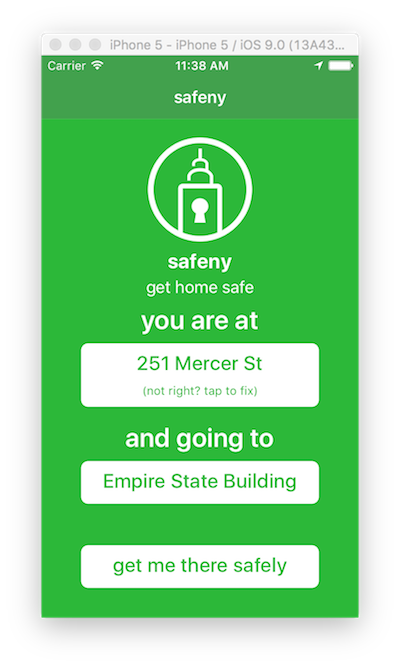 iPhone 5 - iPhone 5 / iOS 9.0 (13A43...
Carrier 11:38 AM
safeny
safeny
get home safe
you are at
251 Mercer St
(not right? tap to fix)
and going to
Empire State Building
get me there safely